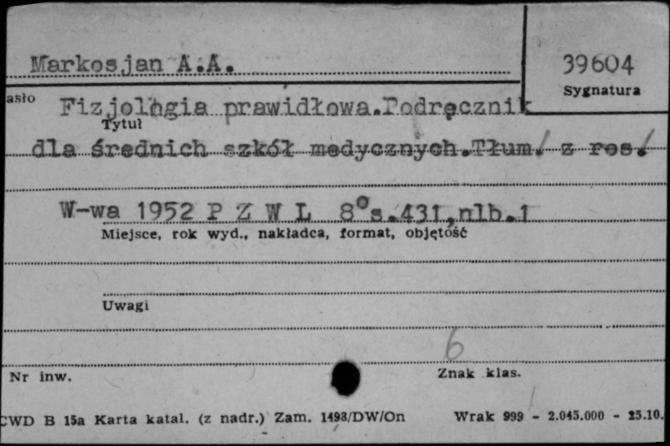 Markosjan A.A.
39604
Sygnatura
asło
Fizjologia prawidłowa.Podręcznik
Tytuł
dla średnich szkół medycznych.Tłum/ z ros/
W-wa 1952 P Z W L 8°s.431,nlb.1
Miejsce, rok wyd., nakładca, format, objętość
Uwagi
6
Nr inw.
Znak klas.
CWD B 15a Karta katal. (z nadr.) Zam. 1498/DW/On Wrak 999 - 2.045.000 - 25.10.